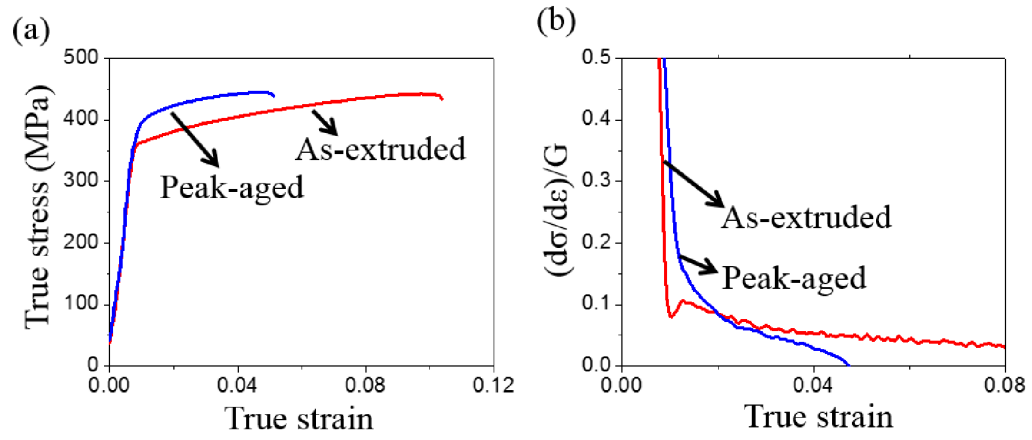 (a)
500
400
300
200
100
0
0.00
0.04
0.08
0.12
True stress (MPa)
True strain
As-extruded
Peak-aged
(b)
0.5
0.4
0.3
0.2
0.1
0.0
0.00
0.04
0.08
(dσ/dε)/G
True strain
As-extruded
Peak-aged